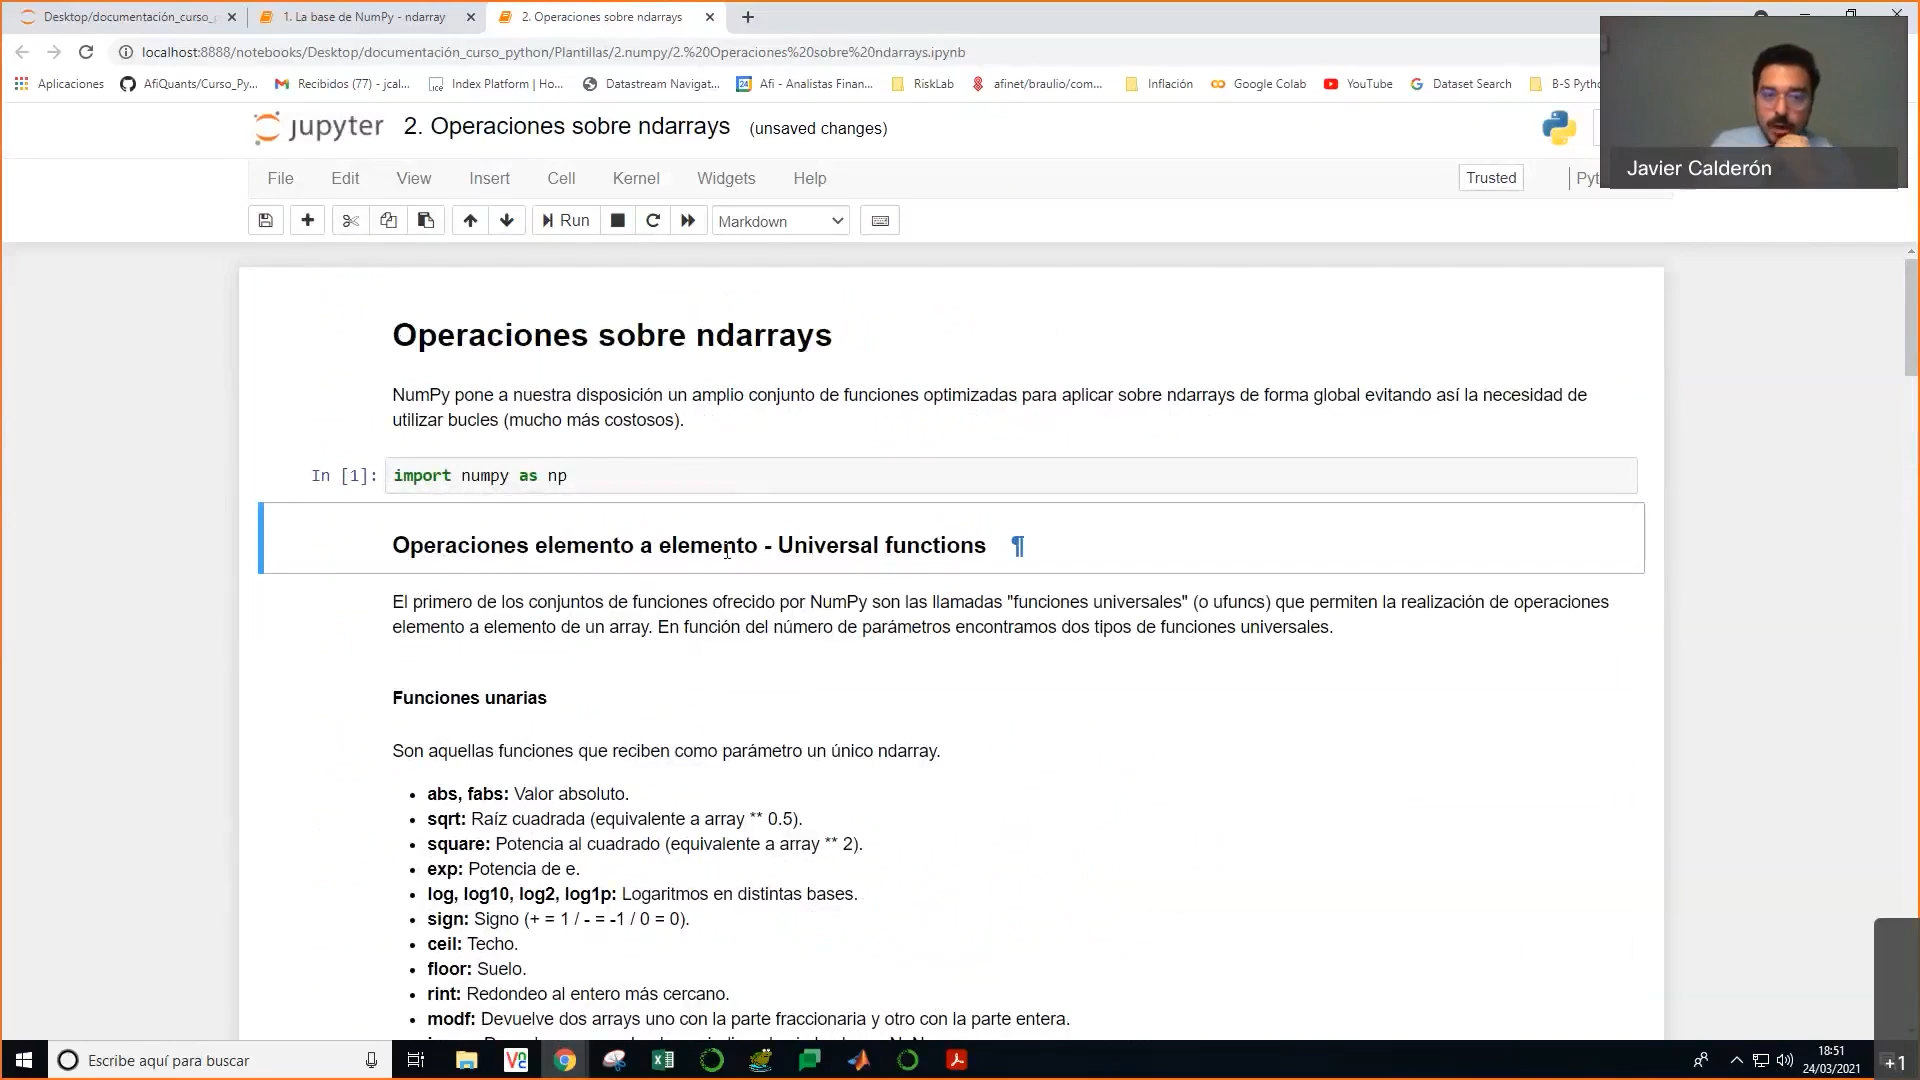 Desktop/documentación_curso_p
1. La base de NumPy - ndarray
2. Operaciones sobre ndarrays
localhost:8888/notebooks/Desktop/documentación_curso_python/Plantillas/2.numpy/2.%20Operaciones%20sobre%20ndarrays.ipynb
Aplicaciones
AfiQuants/Curso_Py...
Recibidos (77) - jcal...
Index Platform | Ho...
Datastream Navigat...
Afi - Analistas Finan...
RiskLab
afinet/braulio/com...
Inflación
Google Colab
YouTube
Dataset Search
B-S Pytho
jupyter 2. Operaciones sobre ndarrays (unsaved changes)
Javier Calderón
File Edit View Insert Cell Kernel Widgets Help
Trusted
Pyt
Run
Markdown
Operaciones sobre ndarrays
NumPy pone a nuestra disposición un amplio conjunto de funciones optimizadas para aplicar sobre ndarrays de forma global evitando así la necesidad de
utilizar bucles (mucho más costosos).
In [1]: import numpy as np
Operaciones elemento a elemento - Universal functions ¶
El primero de los conjuntos de funciones ofrecido por NumPy son las llamadas "funciones universales" (o ufuncs) que permiten la realización de operaciones
elemento a elemento de un array. En función del número de parámetros encontramos dos tipos de funciones universales.
Funciones unarias
Son aquellas funciones que reciben como parámetro un único ndarray.
• abs, fabs: Valor absoluto.
• sqrt: Raíz cuadrada (equivalente a array ** 0.5).
• square: Potencia al cuadrado (equivalente a array ** 2).
• exp: Potencia de e.
• log, log10, log2, log1p: Logaritmos en distintas bases.
• sign: Signo (+ = 1 / - = -1 / 0 = 0).
• ceil: Techo.
• floor: Suelo.
• rint: Redondeo al entero más cercano.
• modf: Devuelve dos arrays uno con la parte fraccionaria y otro con la parte entera.
Escribe aquí para buscar
18:51
24/03/2021
+1